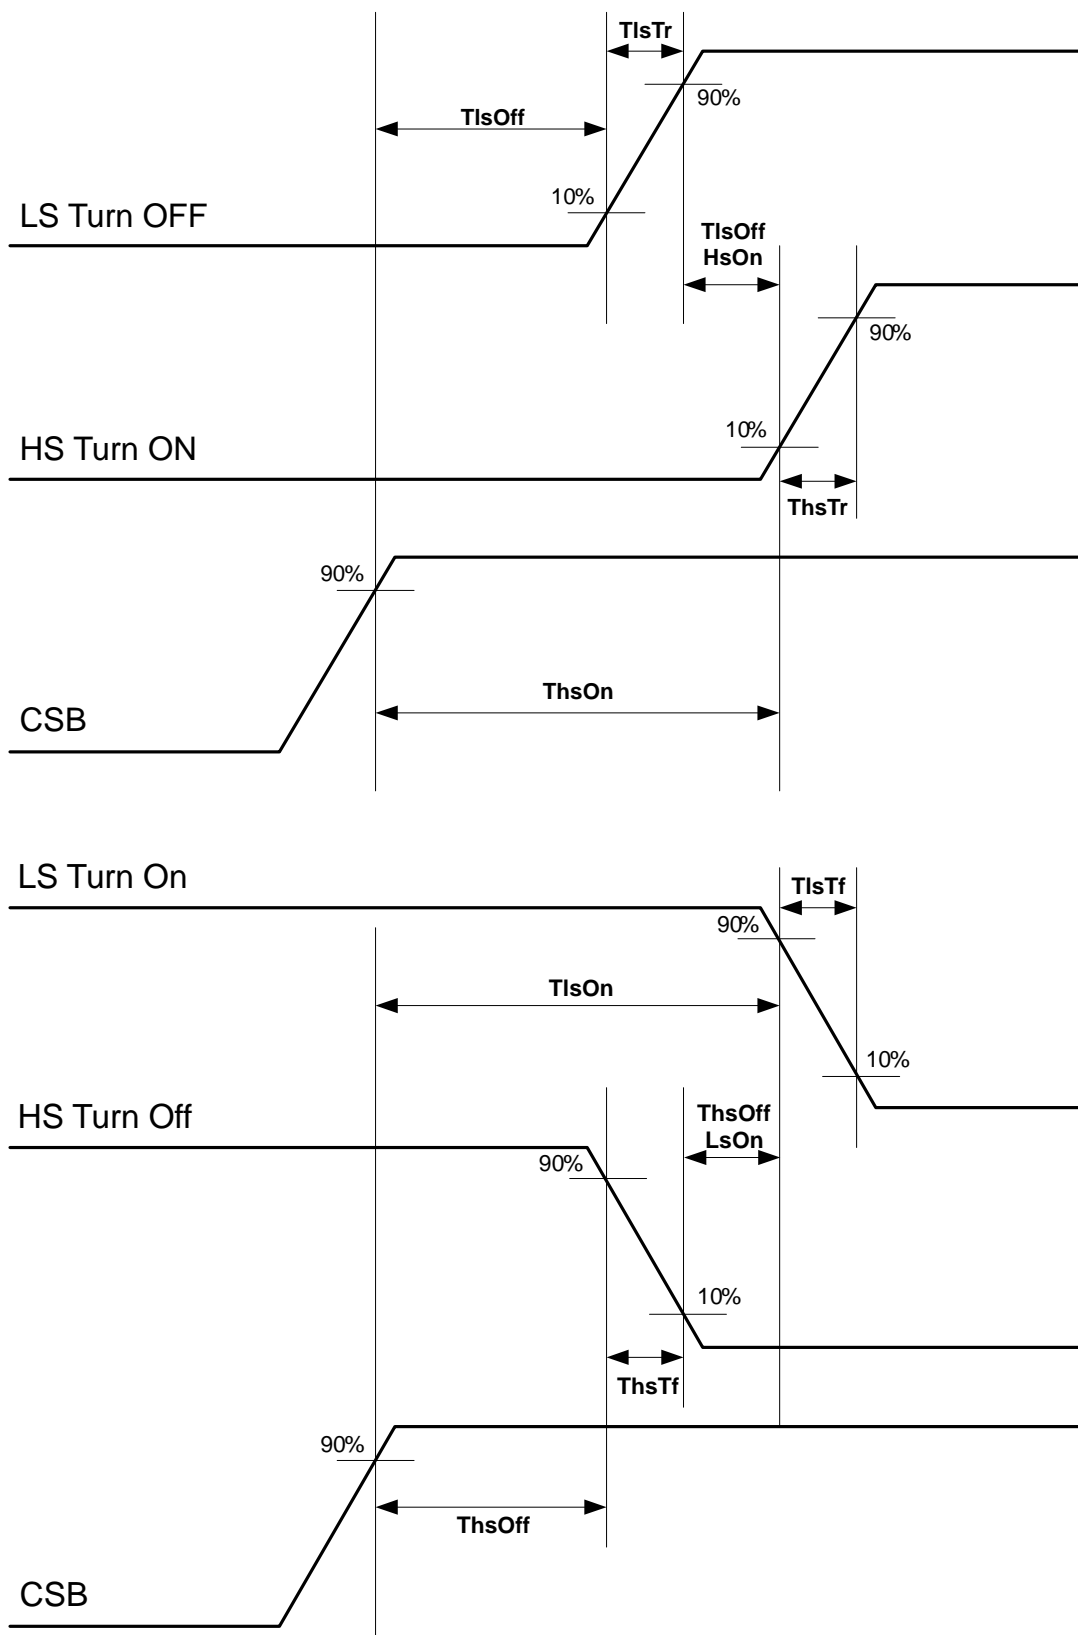 TlsTr
90%
TlsOff
10%
LS Turn OFF
TlsOff
HsOn
90%
10%
HS Turn ON
ThsTr
90%
ThsOn
CSB
LS Turn On
TlsTf
90%
TlsOn
10%
HS Turn Off
ThsOff
LsOn
90%
10%
ThsTf
90%
ThsOff
CSB